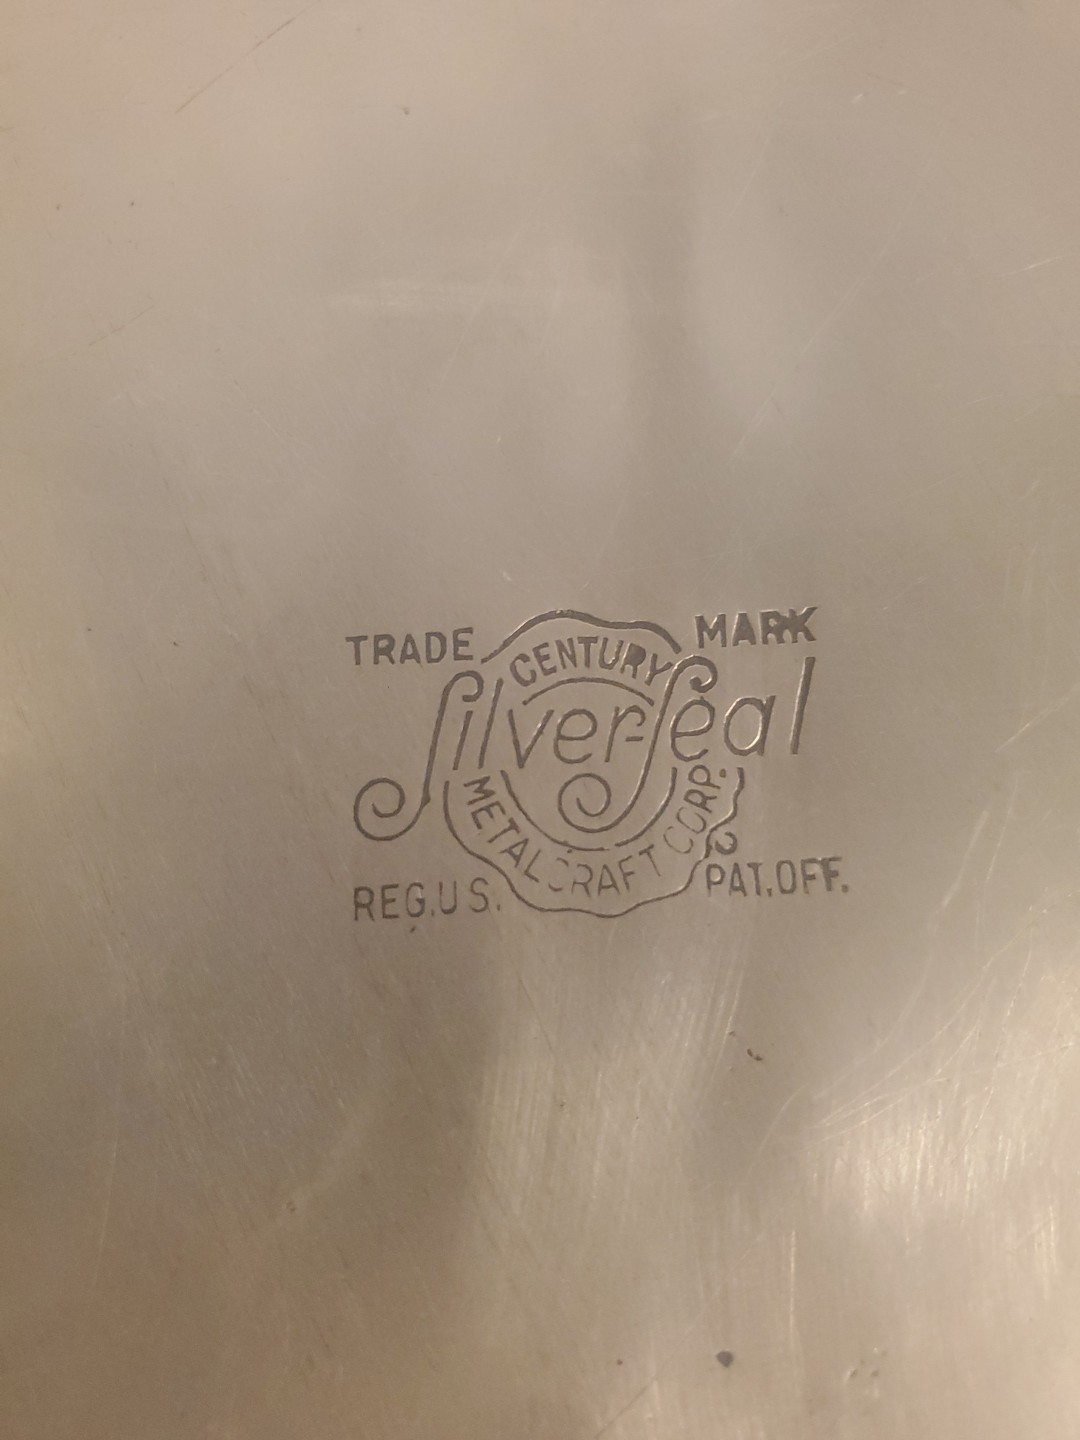 TRADE MARK
CENTURY
Silver-Seal
METALCRAFT CORP.
REG.U.S. PAT.OFF.